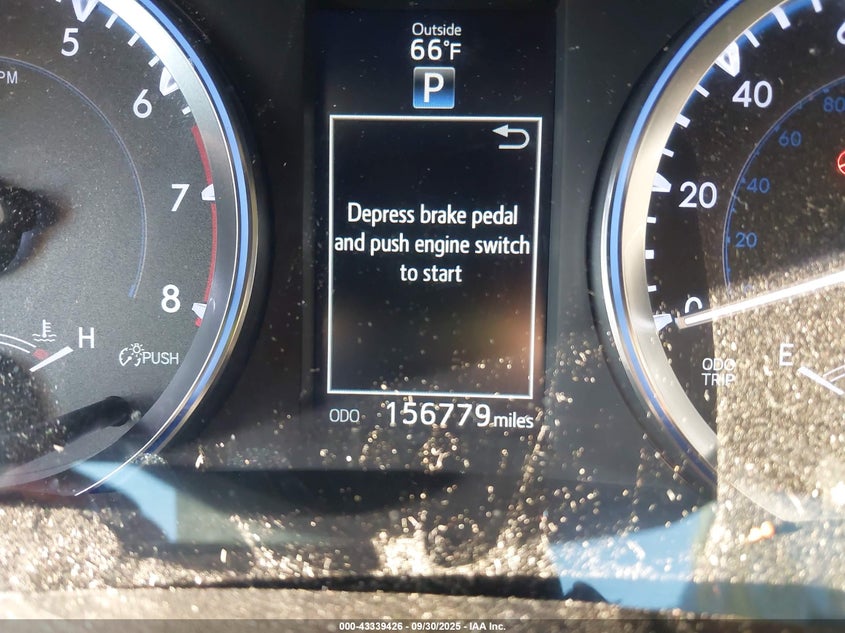 Outside
66°F
P
Depress brake pedal
and push engine switch
to start
ODO 156779 miles
5
6
7
8
H
PUSH
40
20
0
80
60
40
20
ODO
TRIP
E
000-43339426 - 09/30/2025 - IAA Inc.